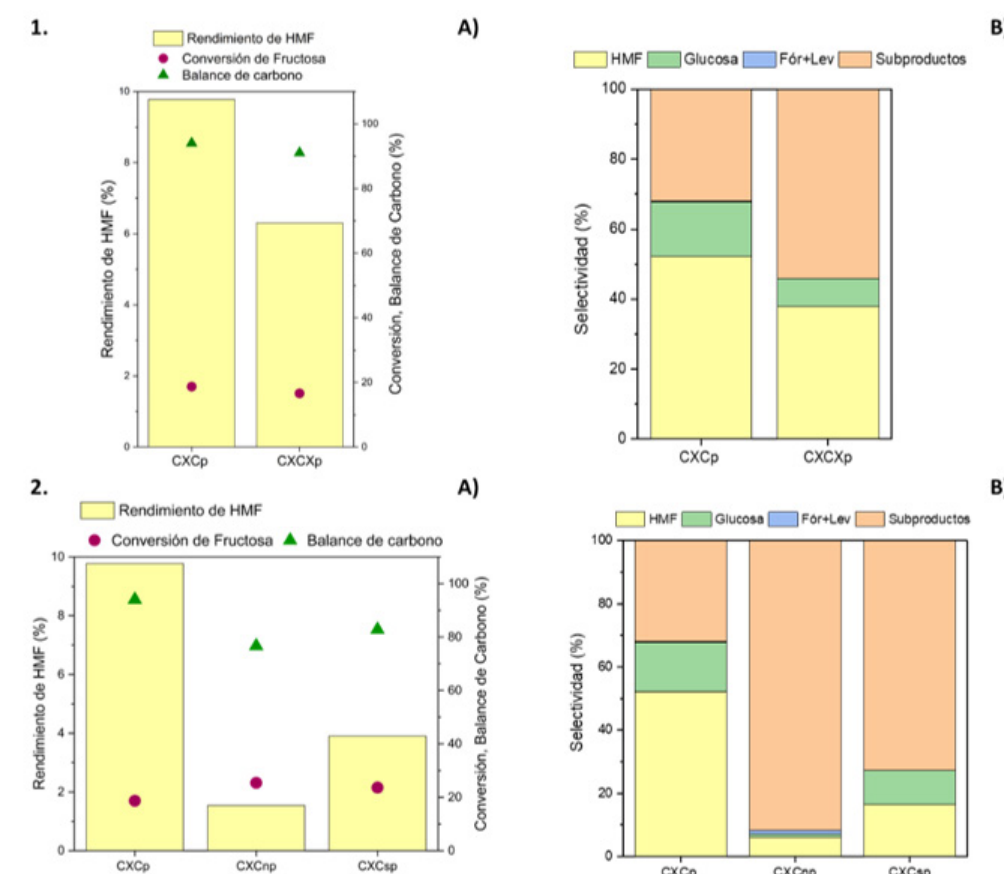 1.
A)
Rendimiento de HMF
Conversión de Fructosa
Balance de carbono
10
8
6
4
2
0
100
80
60
40
20
0
Rendimiento de HMF (%)
Conversión, Balance de Carbono (%)
CXCp
CXCXp
B
HMF
Glucosa
Fór+Lev
Subproductos
100
80
60
40
20
0
Selectividad (%)
CXCp
CXCXp
2.
A)
Rendimiento de HMF
Conversión de Fructosa
Balance de carbono
10
8
6
4
2
0
100
80
60
40
20
0
Rendimiento de HMF (%)
Conversión, Balance de Carbono (%)
CXCp
CXCnp
CXCsp
B
HMF
Glucosa
Fór+Lev
Subproductos
100
80
60
40
20
0
Selectividad (%)
CXCp
CXCnp
CXCsp